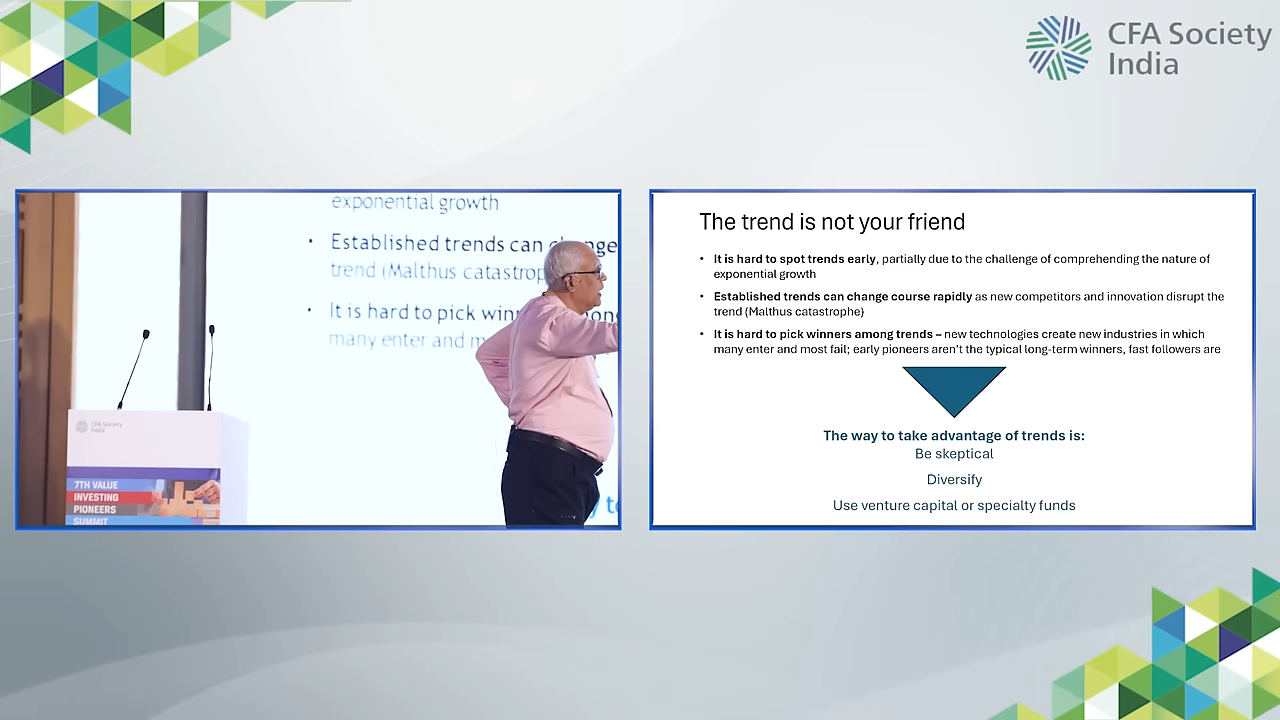 CFA Society
India
exponential growth
• Established trends can change
trend (Malthus catastrop
• It is hard to pick win
many enter and m
CFA Society
India
7TH VALUE
INVESTING
PIONEERS
SUMMIT
The trend is not your friend
• It is hard to spot trends early, partially due to the challenge of comprehending the nature of
exponential growth
• Established trends can change course rapidly as new competitors and innovation disrupt the
trend (Malthus catastrophe)
• It is hard to pick winners among trends – new technologies create new industries in which
many enter and most fail; early pioneers aren't the typical long-term winners, fast followers are
The way to take advantage of trends is:
Be skeptical
Diversify
Use venture capital or specialty funds